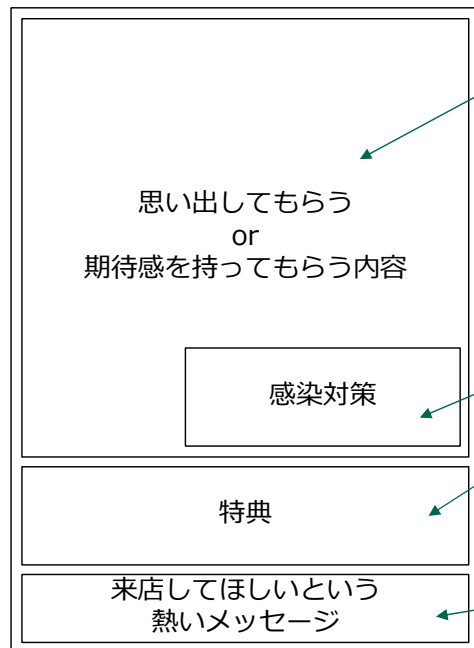 思い出してもらう
or
期待感を持ってもらう内容
感染対策
特典
来店してほしいという
熱いメッセージ